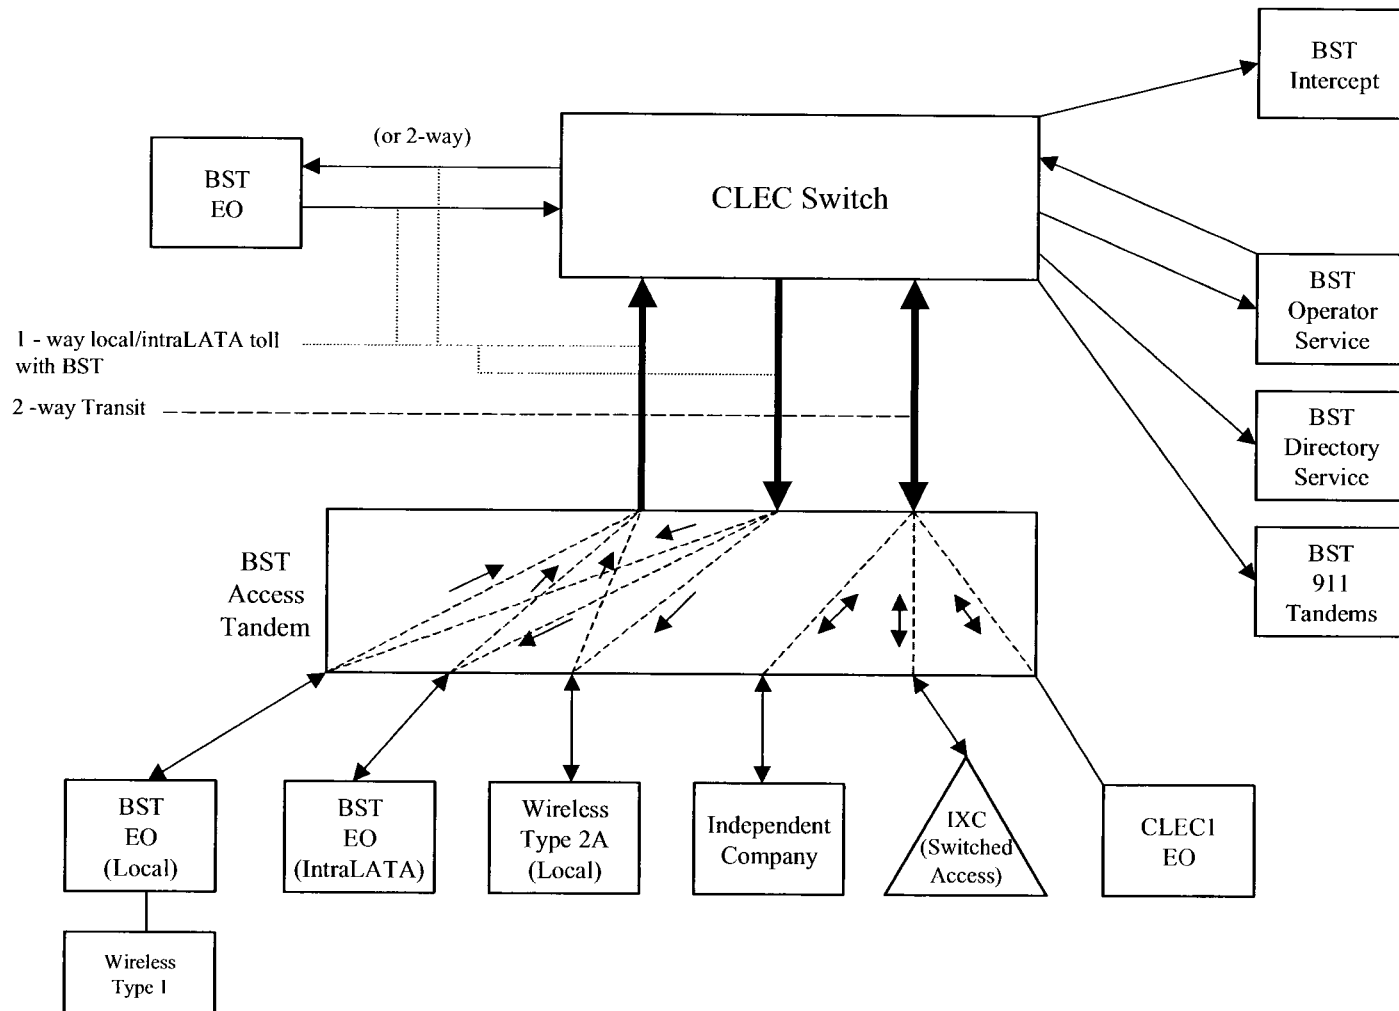 BST
Intercept
(or 2-way)
BST
EO
CLEC Switch
BST
Operator
Service
1 - way local/intraLATA toll
with BST
2 -way Transit
BST
Directory
Service
BST
Access
Tandem
BST
911
Tandems
BST
EO
(Local)
BST
EO
(IntraLATA)
Wireless
Type 2A
(Local)
Independent
Company
IXC
(Switched
Access)
CLEC1
EO
Wireless
Type 1